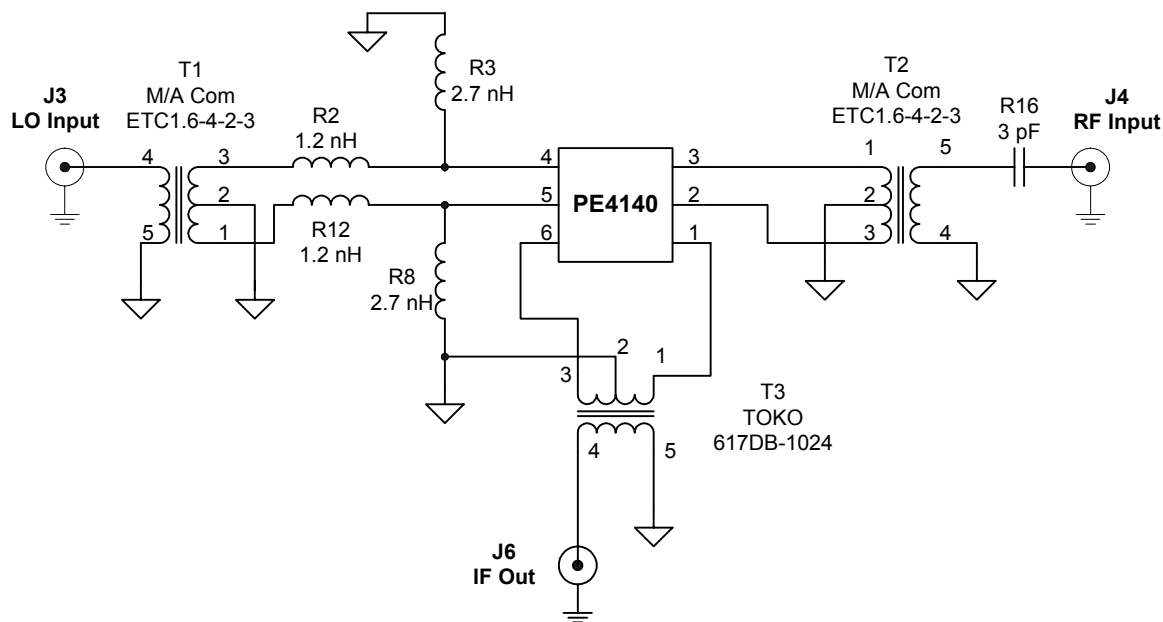 J3
LO Input
T1
M/A Com
ETC1.6-4-2-3
4
5
3
2
1
R2
1.2 nH
R12
1.2 nH
R3
2.7 nH
R8
2.7 nH
4
5
6
PE4140
3
2
1
T2
M/A Com
ETC1.6-4-2-3
1
2
3
5
4
R16
3 pF
J4
RF Input
3
2
1
4
5
T3
TOKO
617DB-1024
J6
IF Out